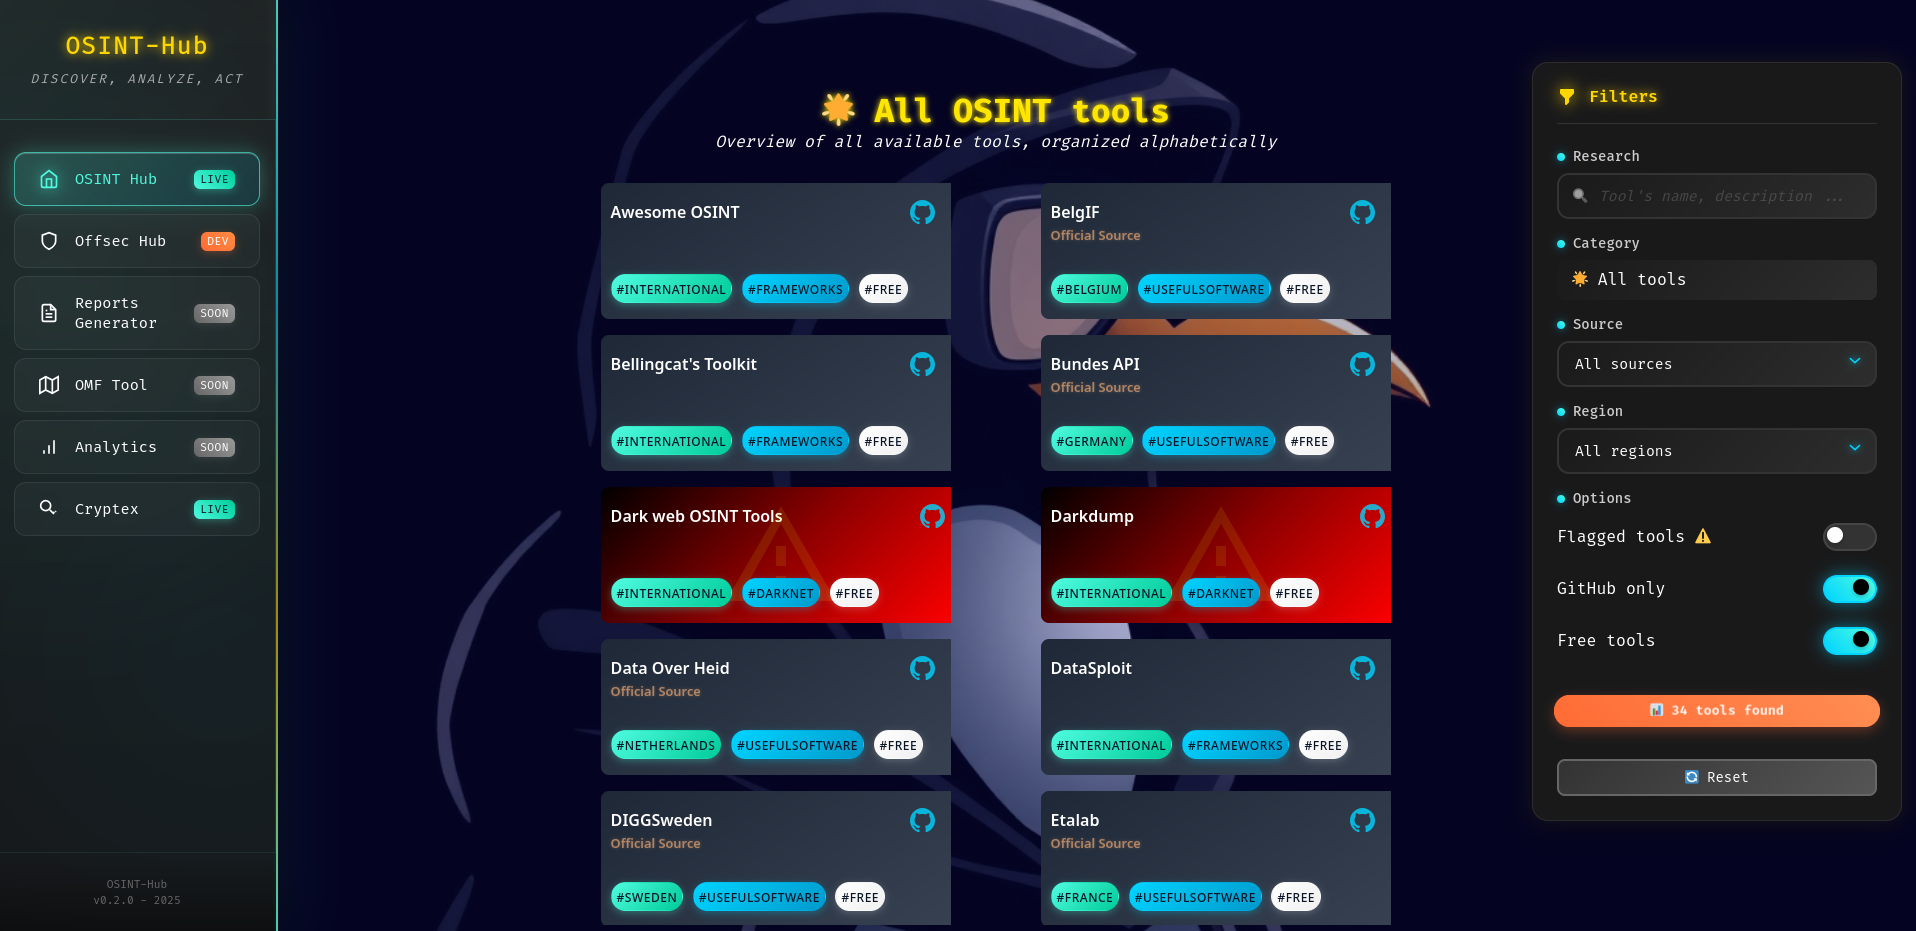 OSINT-Hub
DISCOVER, ANALYZE, ACT
OSINT Hub LIVE
Offsec Hub DEV
Reports
Generator SOON
OMF Tool SOON
Analytics SOON
Cryptex LIVE
OSINT-Hub
v0.2.0 - 2025
All OSINT tools
Overview of all available tools, organized alphabetically
Awesome OSINT
#INTERNATIONAL #FRAMEWORKS #FREE
BelgIF
Official Source
#BELGIUM #USEFULSOFTWARE #FREE
Bellingcat's Toolkit
#INTERNATIONAL #FRAMEWORKS #FREE
Bundes API
Official Source
#GERMANY #USEFULSOFTWARE #FREE
Dark web OSINT Tools
#INTERNATIONAL #DARKNET #FREE
Darkdump
#INTERNATIONAL #DARKNET #FREE
Data Over Heid
Official Source
#NETHERLANDS #USEFULSOFTWARE #FREE
DataSploit
#INTERNATIONAL #FRAMEWORKS #FREE
DIGGSweden
Official Source
#SWEDEN #USEFULSOFTWARE #FREE
Etalab
Official Source
#FRANCE #USEFULSOFTWARE #FREE
Filters
Research
Tool's name, description ...
Category
All tools
Source
All sources
Region
All regions
Options
Flagged tools
GitHub only
Free tools
34 tools found
Reset